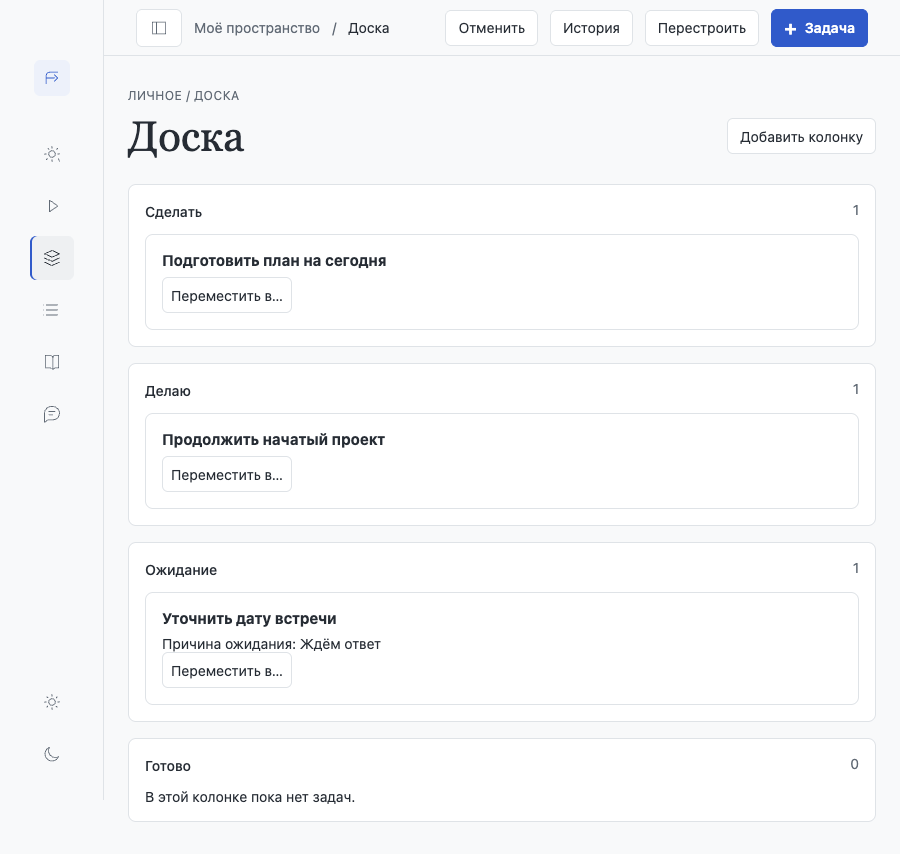 Моё пространство / Доска
Отменить
История
Перестроить
+ Задача
ЛИЧНОЕ / ДОСКА
Доска
Добавить колонку
Сделать
1
Подготовить план на сегодня
Переместить в...
Делаю
1
Продолжить начатый проект
Переместить в...
Ожидание
1
Уточнить дату встречи
Причина ожидания: Ждём ответ
Переместить в...
Готово
0
В этой колонке пока нет задач.